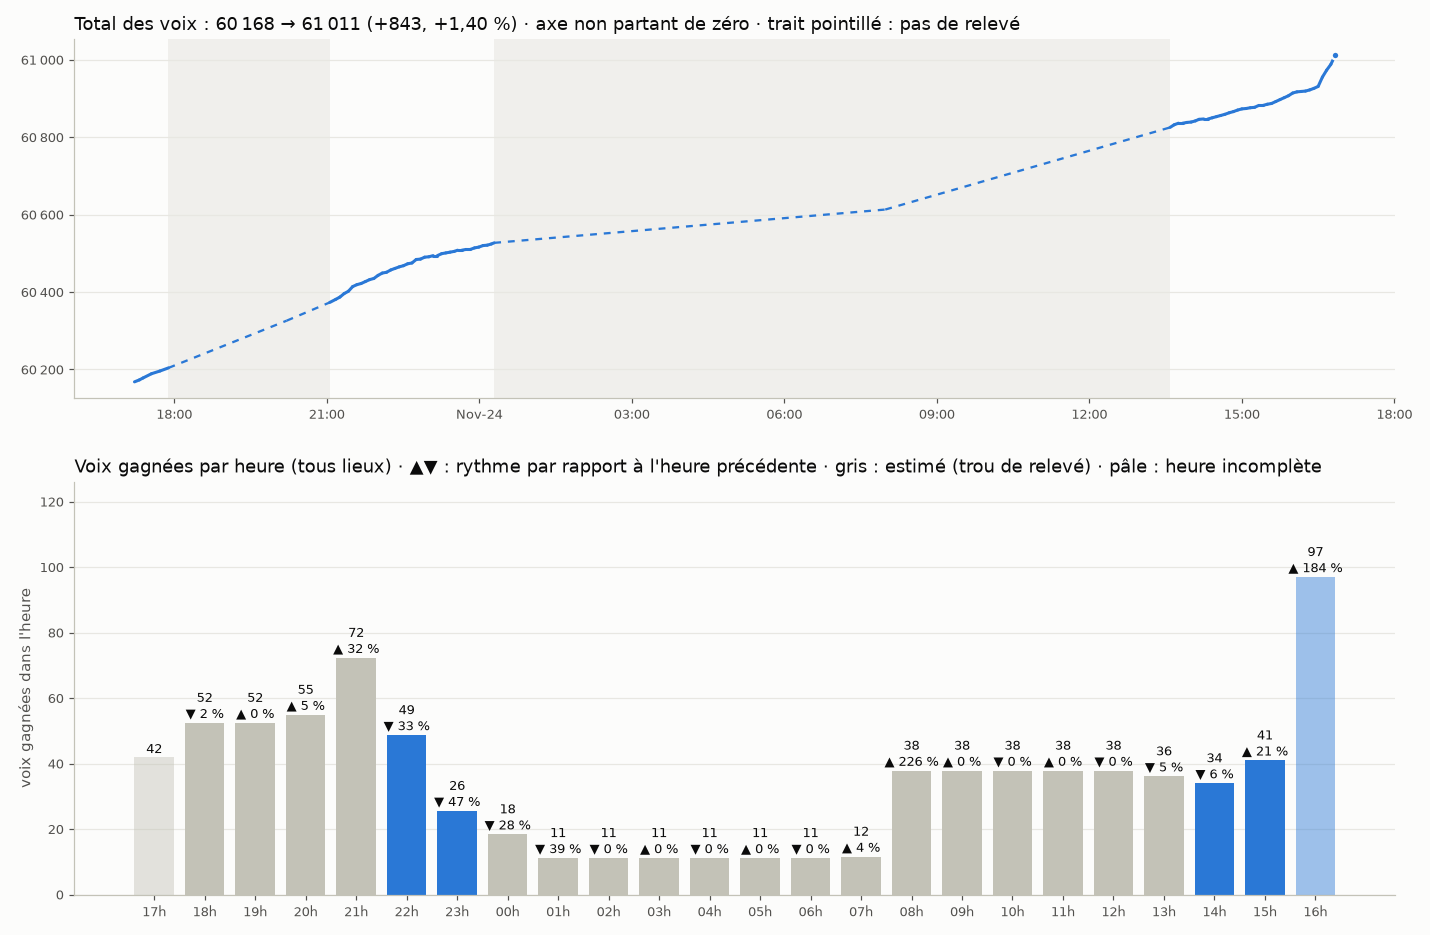 Total des voix : 60 168 → 61 011 (+843, +1,40 %) · axe non partant de zéro · trait pointillé : pas de relevé
61 000
60 800
60 600
60 400
60 200
18:00 21:00 Nov-24 03:00 06:00 09:00 12:00 15:00 18:00
Voix gagnées par heure (tous lieux) · ▲▼ : rythme par rapport à l'heure précédente · gris : estimé (trou de relevé) · pâle : heure incomplète
voix gagnées dans l'heure
120
100
80
60
40
20
0
42
52
▼ 2 %
52
▲ 0 %
55
▲ 5 %
72
▲ 32 %
49
▼ 33 %
26
▼ 47 %
18
▼ 28 %
11
▼ 39 %
11
▼ 0 %
11
▲ 0 %
11
▼ 0 %
11
▲ 0 %
11
▼ 0 %
12
▲ 4 %
38
▲ 226 %
38
▲ 0 %
38
▼ 0 %
38
▲ 0 %
38
▼ 0 %
36
▼ 5 %
34
▼ 6 %
41
▲ 21 %
97
▲ 184 %
17h 18h 19h 20h 21h 22h 23h 00h 01h 02h 03h 04h 05h 06h 07h 08h 09h 10h 11h 12h 13h 14h 15h 16h